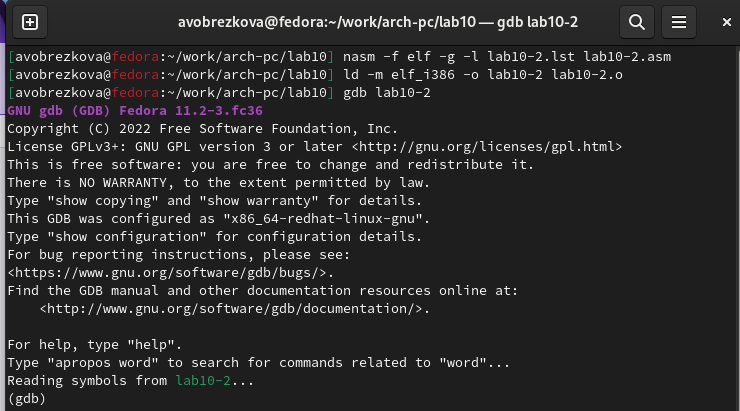 avobrezkova@fedora:~/work/arch-pc/lab10 — gdb lab10-2
[avobrezkova@fedora:~/work/arch-pc/lab10] nasm -f elf -g -l lab10-2.lst lab10-2.asm
[avobrezkova@fedora:~/work/arch-pc/lab10] ld -m elf_i386 -o lab10-2 lab10-2.o
[avobrezkova@fedora:~/work/arch-pc/lab10] gdb lab10-2
GNU gdb (GDB) Fedora 11.2-3.fc36
Copyright (C) 2022 Free Software Foundation, Inc.
License GPLv3+: GNU GPL version 3 or later <http://gnu.org/licenses/gpl.html>
This is free software: you are free to change and redistribute it.
There is NO WARRANTY, to the extent permitted by law.
Type "show copying" and "show warranty" for details.
This GDB was configured as "x86_64-redhat-linux-gnu".
Type "show configuration" for configuration details.
For bug reporting instructions, please see:
<https://www.gnu.org/software/gdb/bugs/>.
Find the GDB manual and other documentation resources online at:
    <http://www.gnu.org/software/gdb/documentation/>.

For help, type "help".
Type "apropos word" to search for commands related to "word"...
Reading symbols from lab10-2...
(gdb)